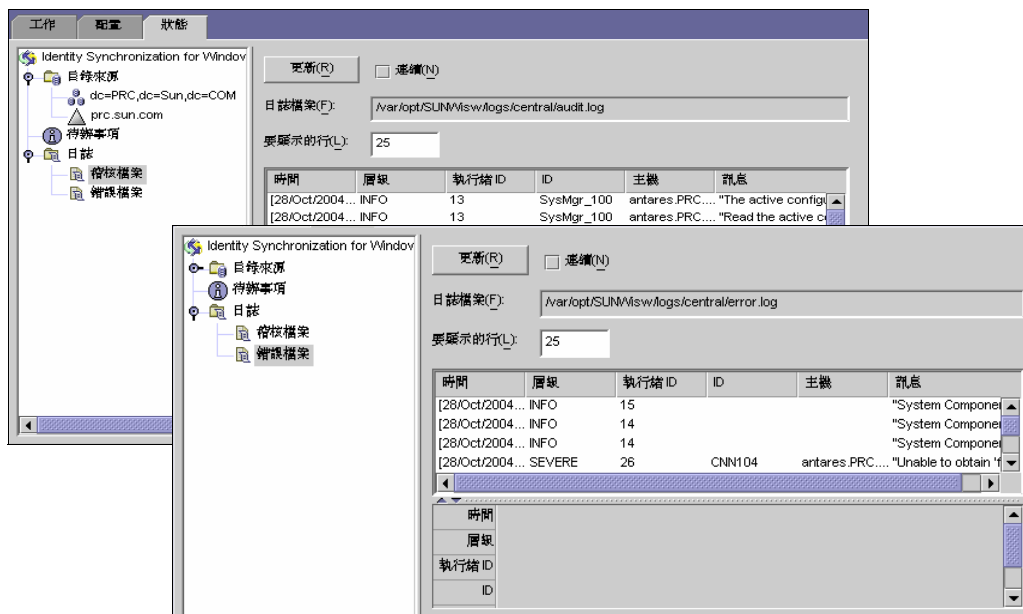 工作 配置 狀態
Identity Synchronization for Windov
目錄來源
dc=PRC,dc=Sun,dc=COM
prc.sun.com
待辦事項
日誌
稽核檔案
錯誤檔案
更新(R) 連續(N)
日誌檔案(F): /var/opt/SUNWisw/logs/central/audit.log
要顯示的行(L): 25
時間 層級 執行緒 ID ID 主機 訊息
[28/Oct/2004... INFO 13 SysMgr_100 antares.PRC.... "The active configu
[28/Oct/2004... INFO 13 SysMgr_100 antares.PRC.... "Read the active co
Identity Synchronization for Windov
目錄來源
待辦事項
日誌
稽核檔案
錯誤檔案
更新(R) 連續(N)
日誌檔案(F): /var/opt/SUNWisw/logs/central/error.log
要顯示的行(L): 25
時間 層級 執行緒 ID ID 主機 訊息
[28/Oct/2004... INFO 15 "System Componer
[28/Oct/2004... INFO 14 "System Componer
[28/Oct/2004... INFO 14 "System Componer
[28/Oct/2004... SEVERE 26 CNN104 antares.PRC.... "Unable to obtain 'f
時間
層級
執行緒 ID
ID